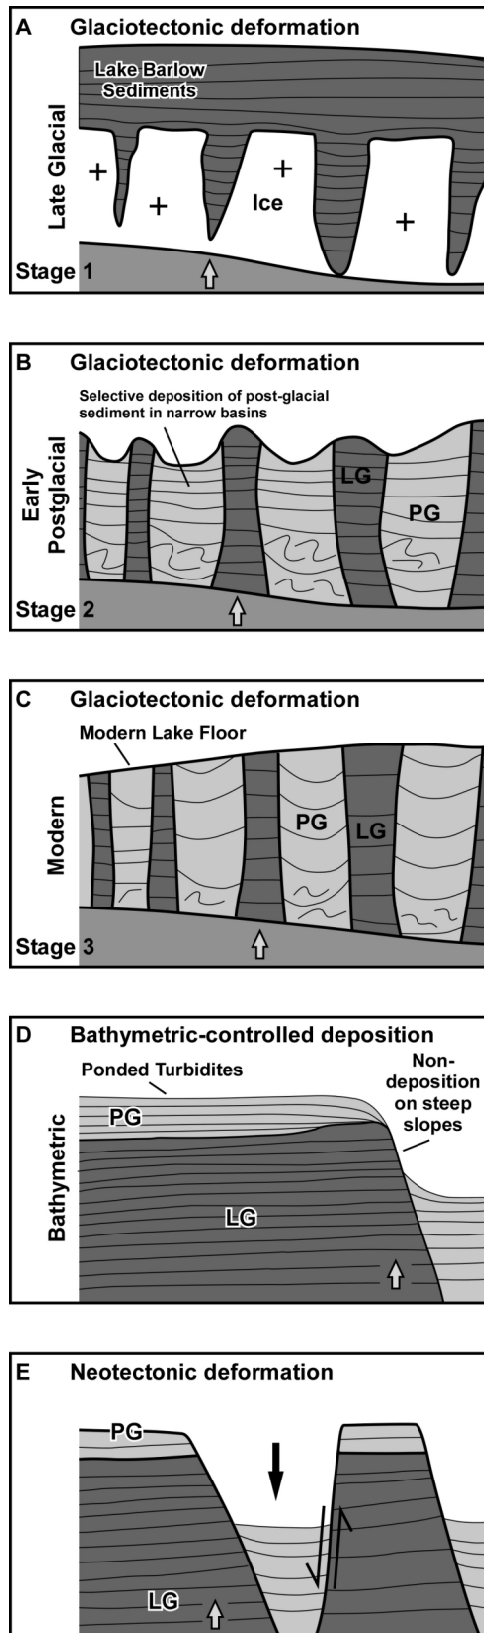 A Glaciotectonic deformation
Lake Barlow
Sediments
Late Glacial
+
+
+
+
Ice
Stage 1
B Glaciotectonic deformation
Selective deposition of post-glacial
sediment in narrow basins
Early
Postglacial
LG
PG
Stage 2
C Glaciotectonic deformation
Modern Lake Floor
Modern
PG
LG
Stage 3
D Bathymetric-controlled deposition
Ponded Turbidites
Non-
deposition
on steep
slopes
PG
Bathymetric
LG
E Neotectonic deformation
PG
LG